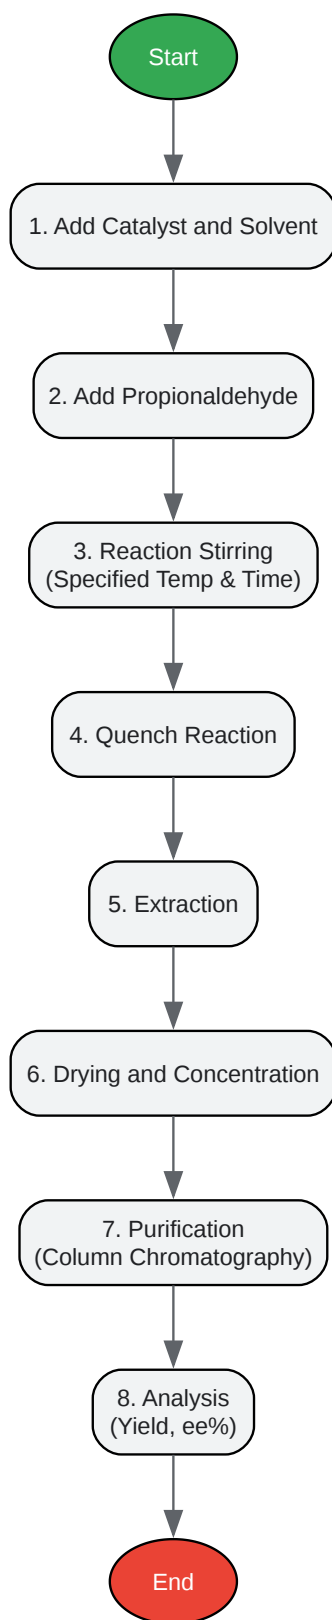 Start
1. Add Catalyst and Solvent
2. Add Propionaldehyde
3. Reaction Stirring
(Specified Temp & Time)
4. Quench Reaction
5. Extraction
6. Drying and Concentration
7. Purification
(Column Chromatography)
8. Analysis
(Yield, ee%)
End